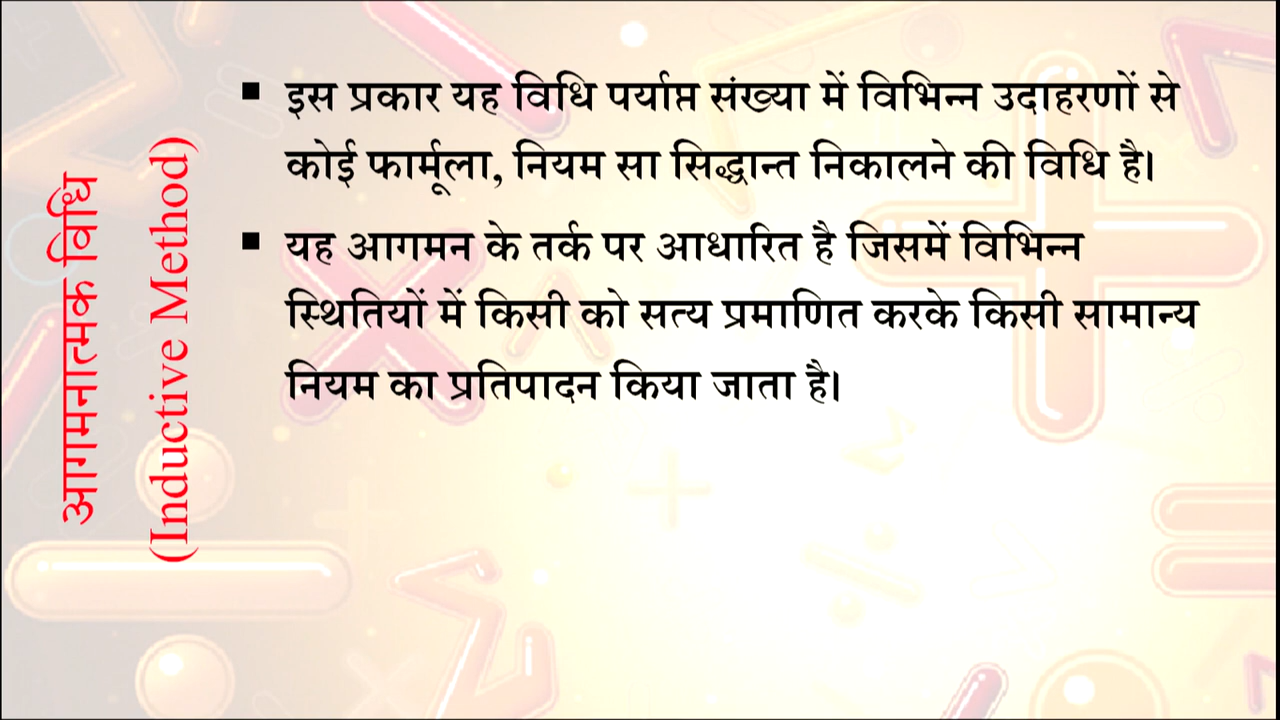 आगमनात्मक विधि
(Inductive Method)
▪ इस प्रकार यह विधि पर्याप्त संख्या में विभिन्न उदाहरणों से
कोई फार्मूला, नियम सा सिद्धान्त निकालने की विधि है।
▪ यह आगमन के तर्क पर आधारित है जिसमें विभिन्न
स्थितियों में किसी को सत्य प्रमाणित करके किसी सामान्य
नियम का प्रतिपादन किया जाता है।